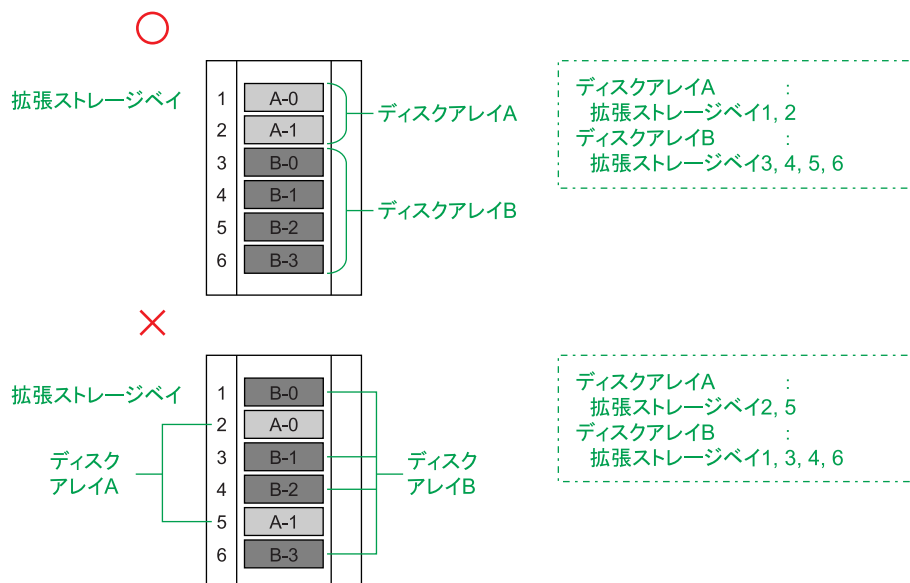 拡張ストレージベイ
1 A-0
2 A-1
3 B-0
4 B-1
5 B-2
6 B-3
ディスクアレイA
ディスクアレイB
ディスクアレイA :
拡張ストレージベイ1, 2
ディスクアレイB :
拡張ストレージベイ3, 4, 5, 6
拡張ストレージベイ
1 B-0
2 A-0
3 B-1
4 B-2
5 A-1
6 B-3
ディスク
アレイA
ディスク
アレイB
ディスクアレイA :
拡張ストレージベイ2, 5
ディスクアレイB :
拡張ストレージベイ1, 3, 4, 6